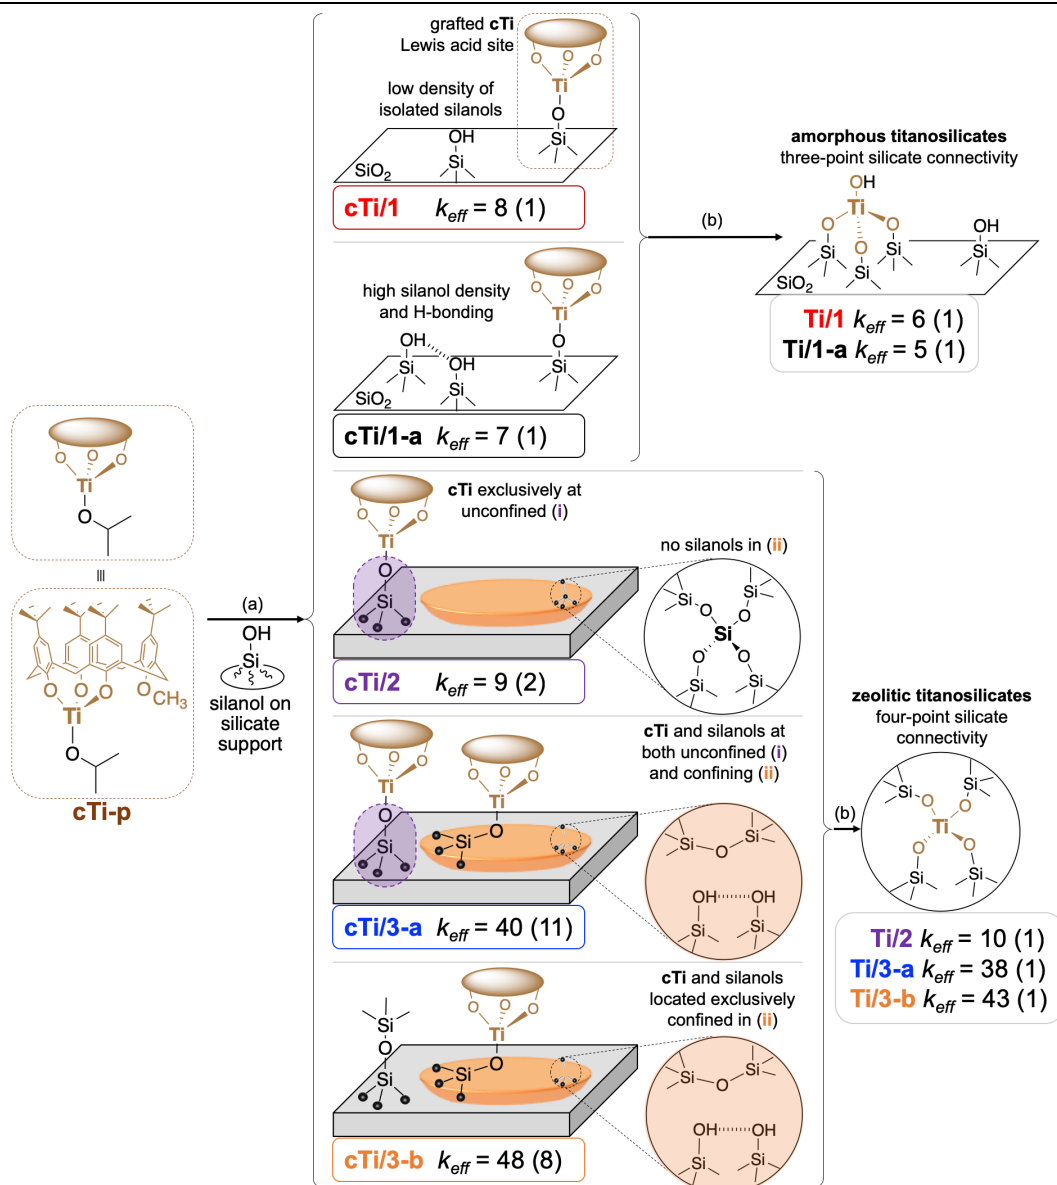 grafted cTi
Lewis acid site
O
O
O
Ti
O
Si
low density of
isolated silanols
OH
Si
SiO2
cTi/1 keff = 8 (1)
high silanol density
and H-bonding
O
O
O
Ti
O
Si
OH
Si
OH
Si
SiO2
cTi/1-a keff = 7 (1)
(b)
amorphous titanosilicates
three-point silicate connectivity
OH
Ti
O
O
O
Si
Si
Si
OH
Si
SiO2
Ti/1 keff = 6 (1)
Ti/1-a keff = 5 (1)
O
O
O
Ti
O
≡
O
O
O
OCH3
Ti
O
cTi-p
(a)
OH
Si
silanol on
silicate
support
cTi exclusively at
unconfined (i)
O
O
O
Ti
O
Si
no silanols in (ii)
Si
Si
O
O
Si
O
O
Si
Si
cTi/2 keff = 9 (2)
cTi and silanols at
both unconfined (i)
and confining (ii)
O
O
O
Ti
O
Si
O
O
O
Ti
O
Si
Si
Si
O
OH
OH
Si
Si
cTi/3-a keff = 40 (11)
cTi and silanols
located exclusively
confined in (ii)
Si
O
Si
O
O
O
Ti
O
Si
Si
Si
O
OH
OH
Si
Si
cTi/3-b keff = 48 (8)
(b)
zeolitic titanosilicates
four-point silicate
connectivity
Si
Si
O
O
Ti
O
O
Si
Si
Ti/2 keff = 10 (1)
Ti/3-a keff = 38 (1)
Ti/3-b keff = 43 (1)